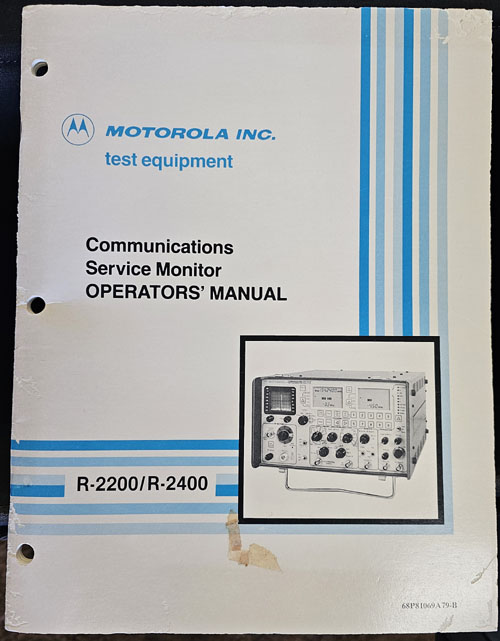 MOTOROLA INC.
test equipment
Communications
Service Monitor
OPERATORS' MANUAL
R-2200/R-2400
68P81069A79-B